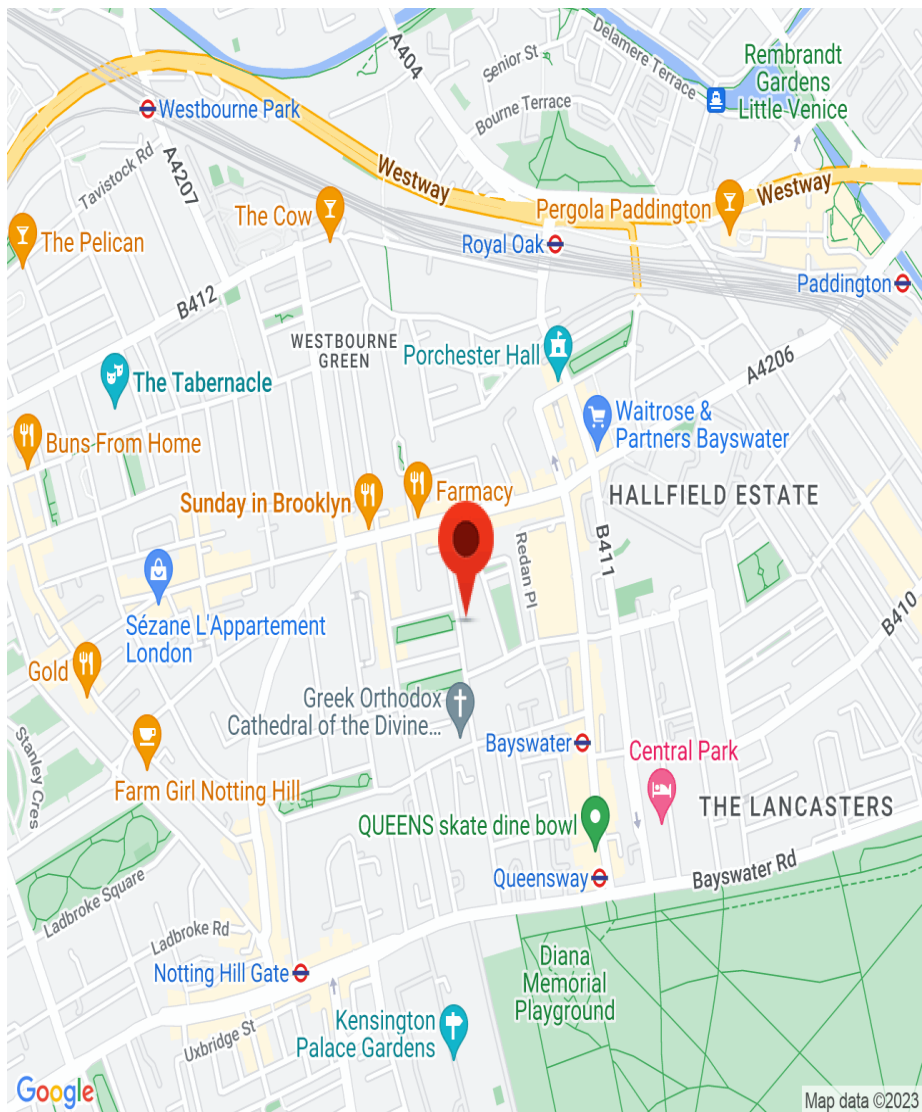 A404
Senior St
Delamere Terrace
Rembrandt
Gardens
Little Venice
Westbourne Park
Bourne Terrace
Tavistock Rd
A4207
Westway
Westway
The Cow
Pergola Paddington
The Pelican
Royal Oak
Paddington
B412
WESTBOURNE
GREEN
Porchester Hall
A4206
The Tabernacle
Waitrose &
Partners Bayswater
Buns From Home
Sunday in Brooklyn
Farmacy
HALLFIELD ESTATE
Redan Pl
B411
B410
Sézane L'Appartement
London
Gold
Greek Orthodox
Cathedral of the Divine...
Stanley Cres
Bayswater
Central Park
Farm Girl Notting Hill
THE LANCASTERS
QUEENS skate dine bowl
Queensway
Bayswater Rd
Ladbroke Square
Ladbroke Rd
Notting Hill Gate
Diana
Memorial
Playground
Uxbridge St
Kensington
Palace Gardens
Google
Map data ©2023